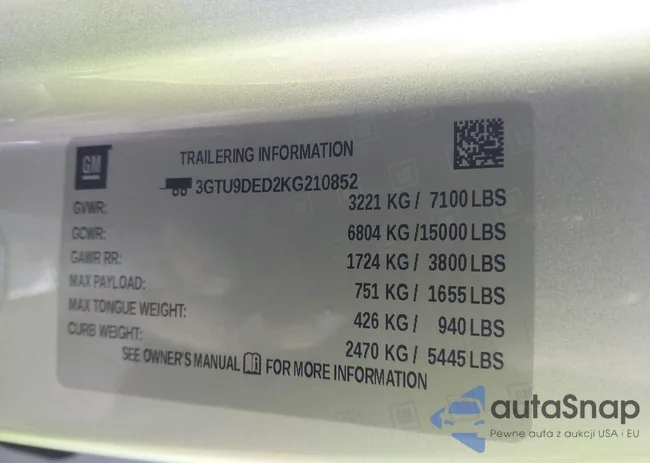 GM
TRAILERING INFORMATION
3GTU9DED2KG210852
GVWR: 3221 KG / 7100 LBS
GCWR: 6804 KG /15000 LBS
GAWR RR: 1724 KG / 3800 LBS
MAX PAYLOAD: 751 KG / 1655 LBS
MAX TONGUE WEIGHT: 426 KG / 940 LBS
CURB WEIGHT: 2470 KG / 5445 LBS
SEE OWNER'S MANUAL FOR MORE INFORMATION
autaSnap
Pewne auta z aukcji USA i EU